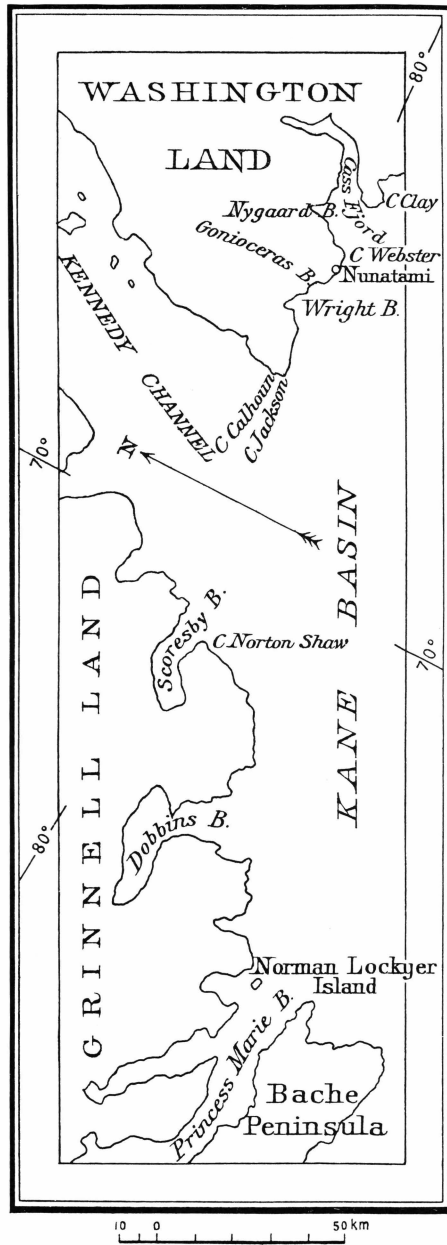 80°
WASHINGTON
LAND
Cass Fjord
C Clay
Nygaard B.
Gonioceras B.
C Webster
Nunatami
Wright B.
KENNEDY CHANNEL
C Calhoun
C Jackson
N
70°
KANE BASIN
Scoresby B.
C Norton Shaw
70°
GRINNELL LAND
Dobbins B.
80°
Norman Lockyer
Island
Princess Marie B.
Bache
Peninsula
10 0 50 km